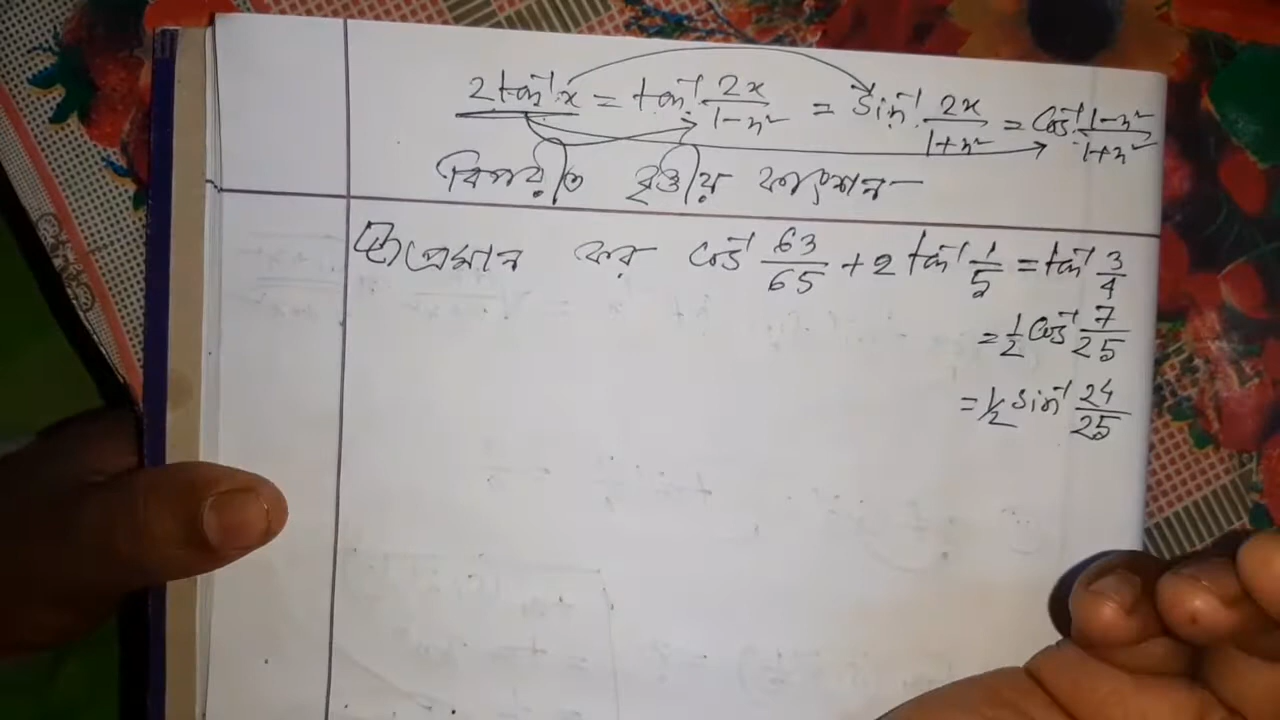 2tan⁻¹x = tan⁻¹ 2x/1-x² = Sin⁻¹ 2x/1+x² = Cos⁻¹ 1-x²/1+x²
বিপরীত বৃত্তীয় ফাংশন-
প্রমান কর cos⁻¹ 63/65 + 2 tan⁻¹ 1/5 = tan⁻¹ 3/4
= 1/2 Cos⁻¹ 7/25
= 1/2 Sin⁻¹ 24/25